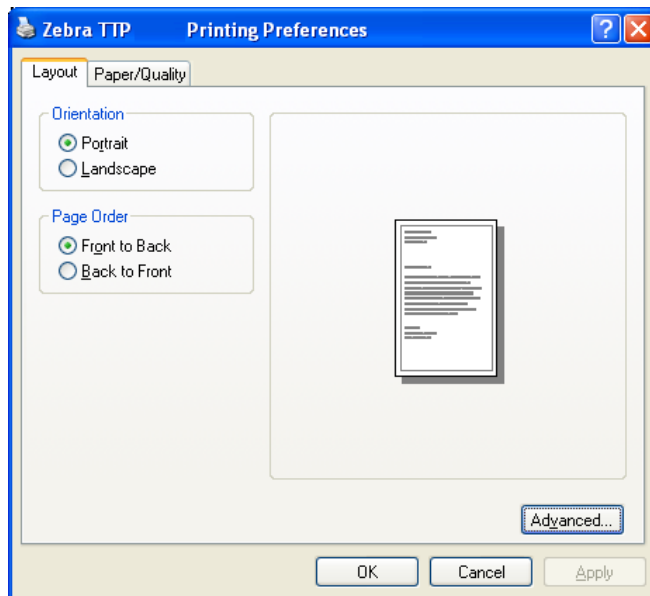 Zebra TTP Printing Preferences
Layout Paper/Quality
Orientation
Portrait
Landscape
Page Order
Front to Back
Back to Front
Advanced...
OK Cancel Apply